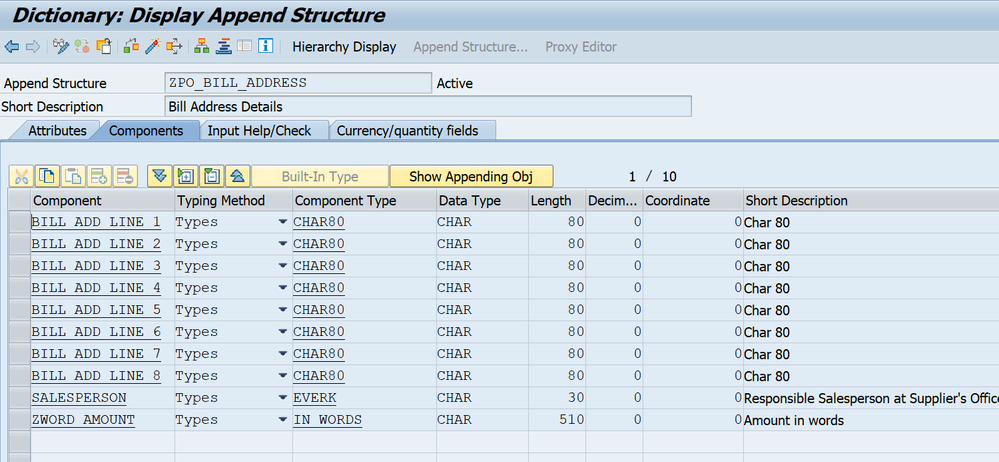 Dictionary: Display Append Structure
Hierarchy Display Append Structure... Proxy Editor
Append Structure ZPO_BILL_ADDRESS Active
Short Description Bill Address Details
Attributes Components Input Help/Check Currency/quantity fields
Built-In Type Show Appending Obj 1 / 10
Component Typing Method Component Type Data Type Length Decim... Coordinate Short Description
BILL_ADD_LINE_1 Types CHAR80 CHAR 80 0 0 Char 80
BILL_ADD_LINE_2 Types CHAR80 CHAR 80 0 0 Char 80
BILL_ADD_LINE_3 Types CHAR80 CHAR 80 0 0 Char 80
BILL_ADD_LINE_4 Types CHAR80 CHAR 80 0 0 Char 80
BILL_ADD_LINE_5 Types CHAR80 CHAR 80 0 0 Char 80
BILL_ADD_LINE_6 Types CHAR80 CHAR 80 0 0 Char 80
BILL_ADD_LINE_7 Types CHAR80 CHAR 80 0 0 Char 80
BILL_ADD_LINE_8 Types CHAR80 CHAR 80 0 0 Char 80
SALESPERSON Types EVERK CHAR 30 0 0 Responsible Salesperson at Supplier's Office
ZWORD_AMOUNT Types IN_WORDS CHAR 510 0 0 Amount in words